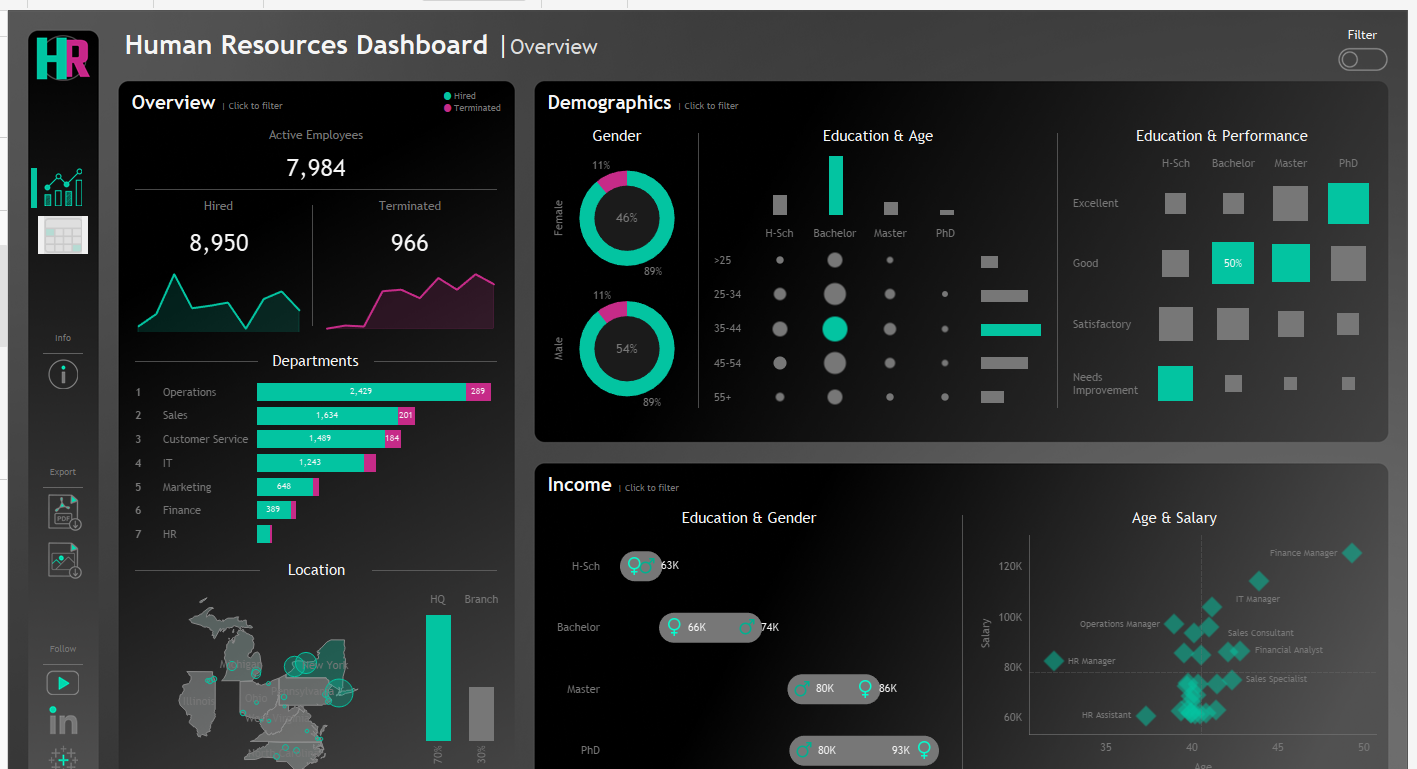 HR
Human Resources Dashboard | Overview
Filter
Overview | Click to filter
Hired
Terminated
Active Employees
7,984
Hired
8,950
Terminated
966
Departments
1 Operations 2,429 289
2 Sales 1,634 201
3 Customer Service 1,489 184
4 IT 1,243
5 Marketing 648
6 Finance 389
7 HR
Location
HQ Branch
70% 30%
Michigan
New York
Illinois
Ohio
Pennsylvania
Info
Export
PDF
Follow
in
Demographics | Click to filter
Gender
Female
11%
46%
89%
Male
11%
54%
89%
Education & Age
H-Sch Bachelor Master PhD
>25
25-34
35-44
45-54
55+
Education & Performance
H-Sch Bachelor Master PhD
Excellent
Good 50%
Satisfactory
Needs
Improvement
Income | Click to filter
Education & Gender
H-Sch 63K
Bachelor 66K 74K
Master 80K 86K
PhD 80K 93K
Age & Salary
Salary
120K
100K
80K
60K
Finance Manager
IT Manager
Operations Manager
Sales Consultant
Financial Analyst
HR Manager
Sales Specialist
HR Assistant
35 40 45 50
Age